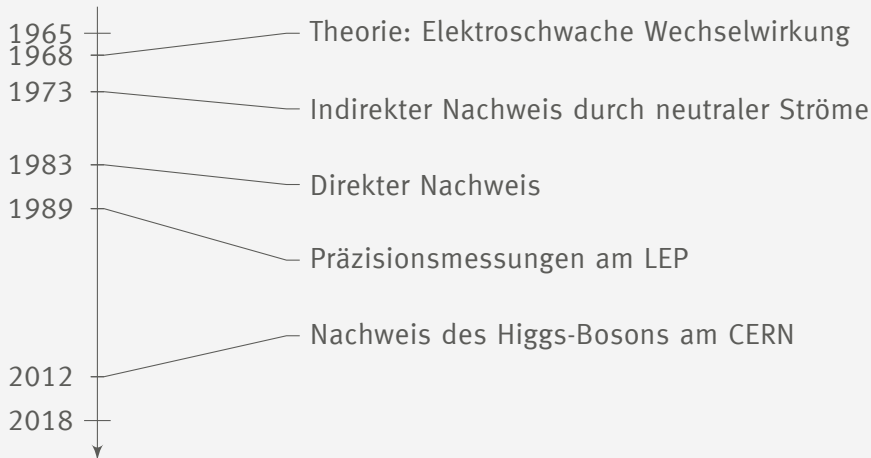 1965
Theorie: Elektroschwache Wechselwirkung
1968
1973
Indirekter Nachweis durch neutraler Ströme
1983
Direkter Nachweis
1989
Präzisionsmessungen am LEP
Nachweis des Higgs-Bosons am CERN
2012
2018